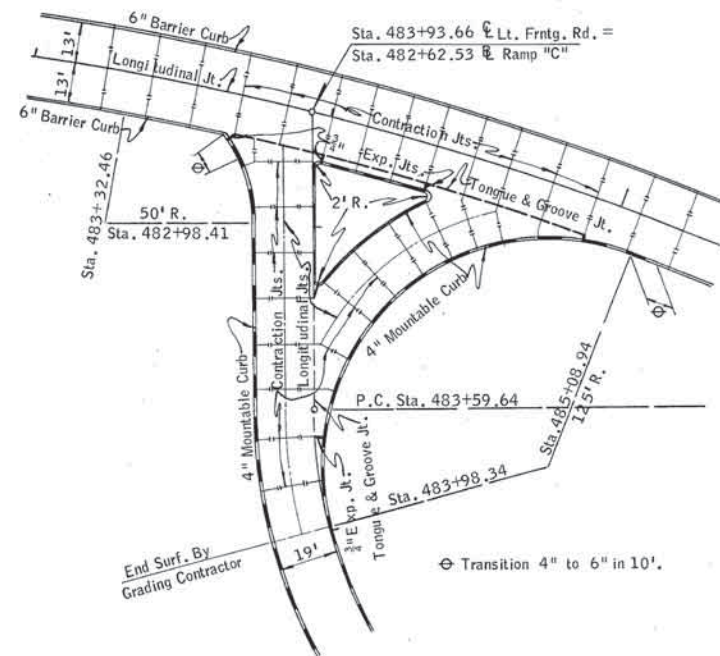 6" Barrier Curb
Sta. 483+93.66 ℄ Lt. Frntg. Rd. =
Sta. 482+62.53 ℄ Ramp "C"
13'
13'
Longitudinal Jt.
6" Barrier Curb
Contraction Jts.
3/4"
Exp. Jts.
Tongue & Groove Jt.
Φ
2' R.
Sta. 483+32.46
50' R.
Sta. 482+98.41
Contraction Jts.
Longitudinal Jts.
4" Mountable Curb
4" Mountable Curb
Φ
P.C. Sta. 483+59.64
Sta. 485+08.94
125' R.
Sta. 483+98.34
3/4" Exp. Jt.
Tongue & Groove Jt.
19'
End Surf. By
Grading Contractor
Φ Transition 4" to 6" in 10'.